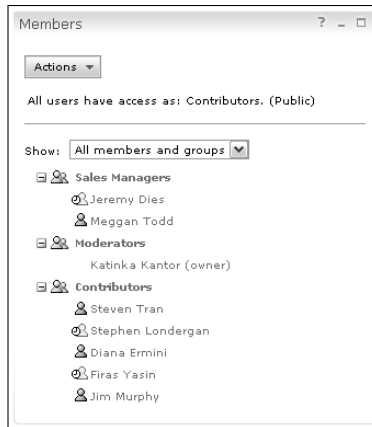 Members ?
Actions
All users have access as: Contributors. (Public)
Show: All members and groups
Sales Managers
Jeremy Dies
Meggan Todd
Moderators
Katinka Kantor (owner)
Contributors
Steven Tran
Stephen Londergan
Diana Ermini
Firas Yasin
Jim Murphy